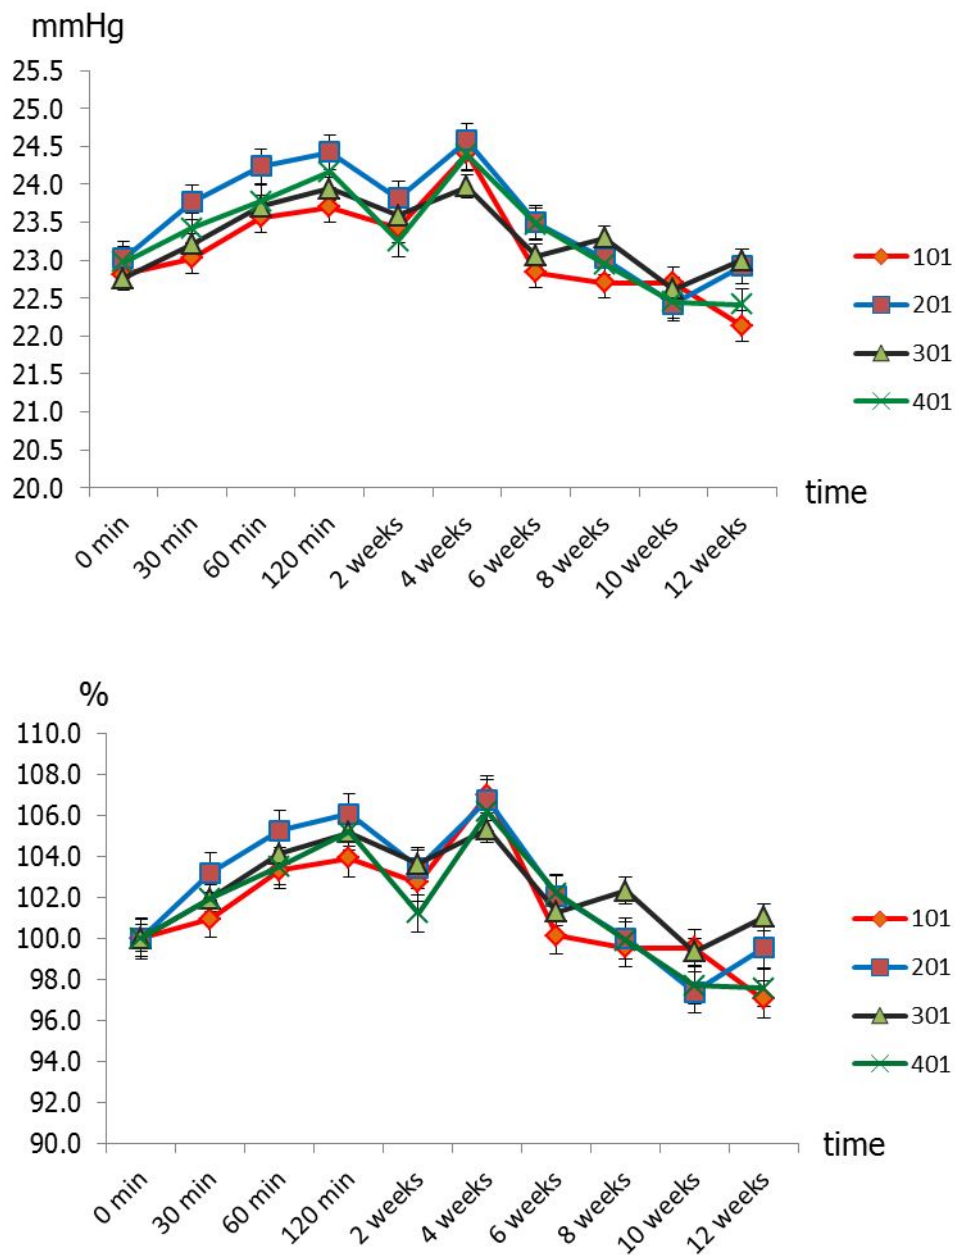 mmHg
25.5
25.0
24.5
24.0
23.5
23.0
22.5
22.0
21.5
21.0
20.5
20.0
0 min
30 min
60 min
120 min
2 weeks
4 weeks
6 weeks
8 weeks
10 weeks
12 weeks
time
101
201
301
401
%
110.0
108.0
106.0
104.0
102.0
100.0
98.0
96.0
94.0
92.0
90.0
0 min
30 min
60 min
120 min
2 weeks
4 weeks
6 weeks
8 weeks
10 weeks
12 weeks
time
101
201
301
401